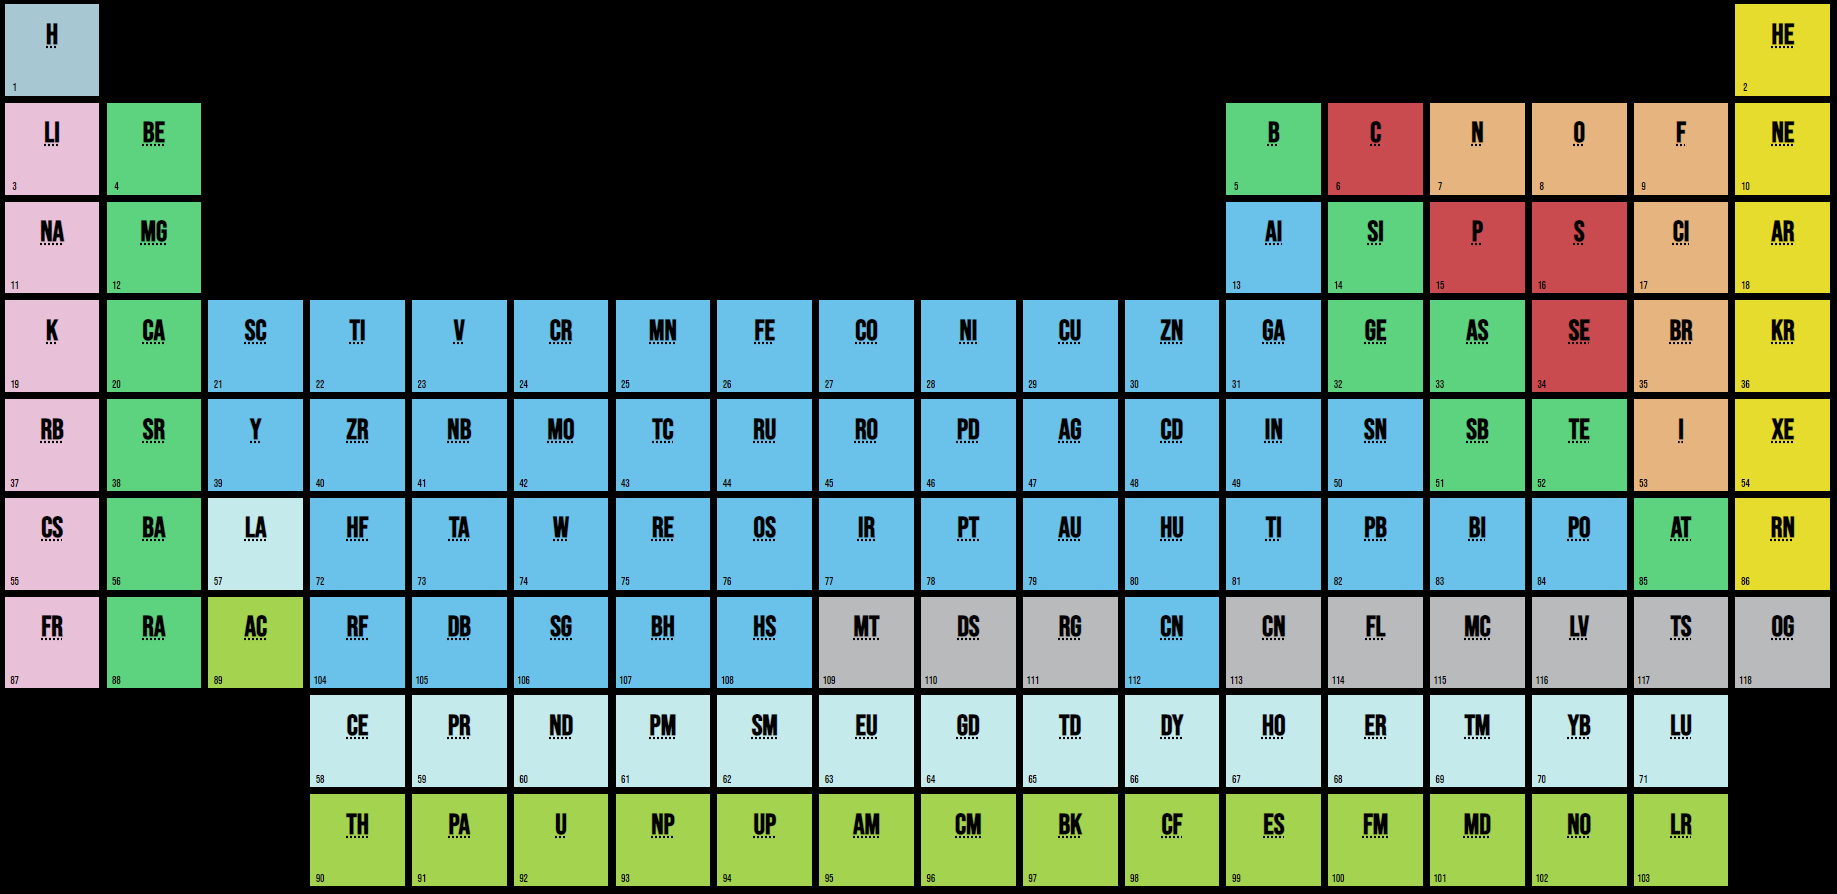 H HE
1 2
LI BE B C N O F NE
3 4 5 6 7 8 9 10
NA MG AI SI P S CI AR
11 12 13 14 15 16 17 18
K CA SC TI V CR MN FE CO NI CU ZN GA GE AS SE BR KR
19 20 21 22 23 24 25 26 27 28 29 30 31 32 33 34 35 36
RB SR Y ZR NB MO TC RU RO PD AG CD IN SN SB TE I XE
37 38 39 40 41 42 43 44 45 46 47 48 49 50 51 52 53 54
CS BA LA HF TA W RE OS IR PT AU HU TI PB BI PO AT RN
55 56 57 72 73 74 75 76 77 78 79 80 81 82 83 84 85 86
FR RA AC RF DB SG BH HS MT DS RG CN CN FL MC LV TS OG
87 88 89 104 105 106 107 108 109 110 111 112 113 114 115 116 117 118
CE PR ND PM SM EU GD TD DY HO ER TM YB LU
58 59 60 61 62 63 64 65 66 67 68 69 70 71
TH PA U NP UP AM CM BK CF ES FM MD NO LR
90 91 92 93 94 95 96 97 98 99 100 101 102 103